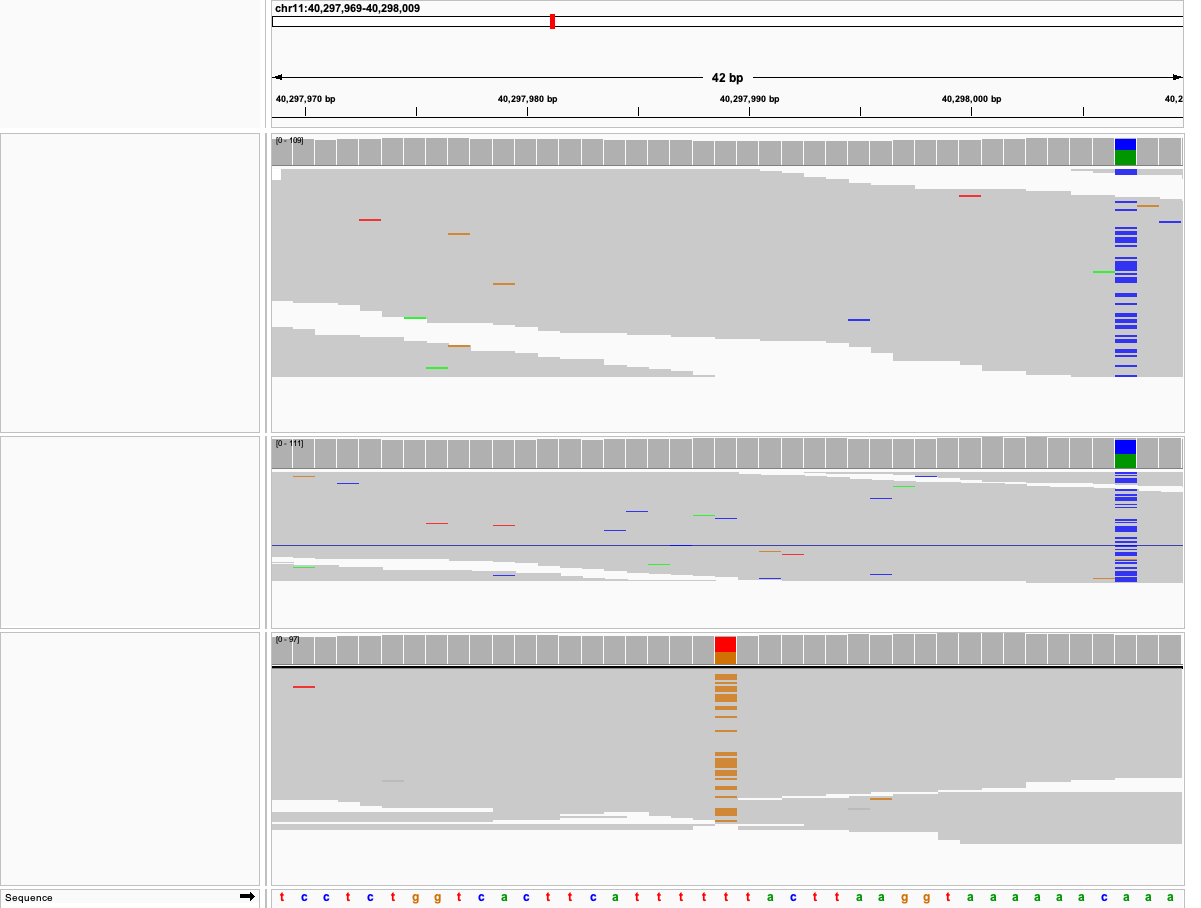 chr11:40,297,969-40,298,009
42 bp
40,297,970 bp 40,297,980 bp 40,297,990 bp 40,298,000 bp 40,2
[0 - 109]
[0 - 111]
[0 - 97]
Sequence t c c t c t g g t c a c t t c a t t t t t t a c t t a a g g t a a a a a a c a a a